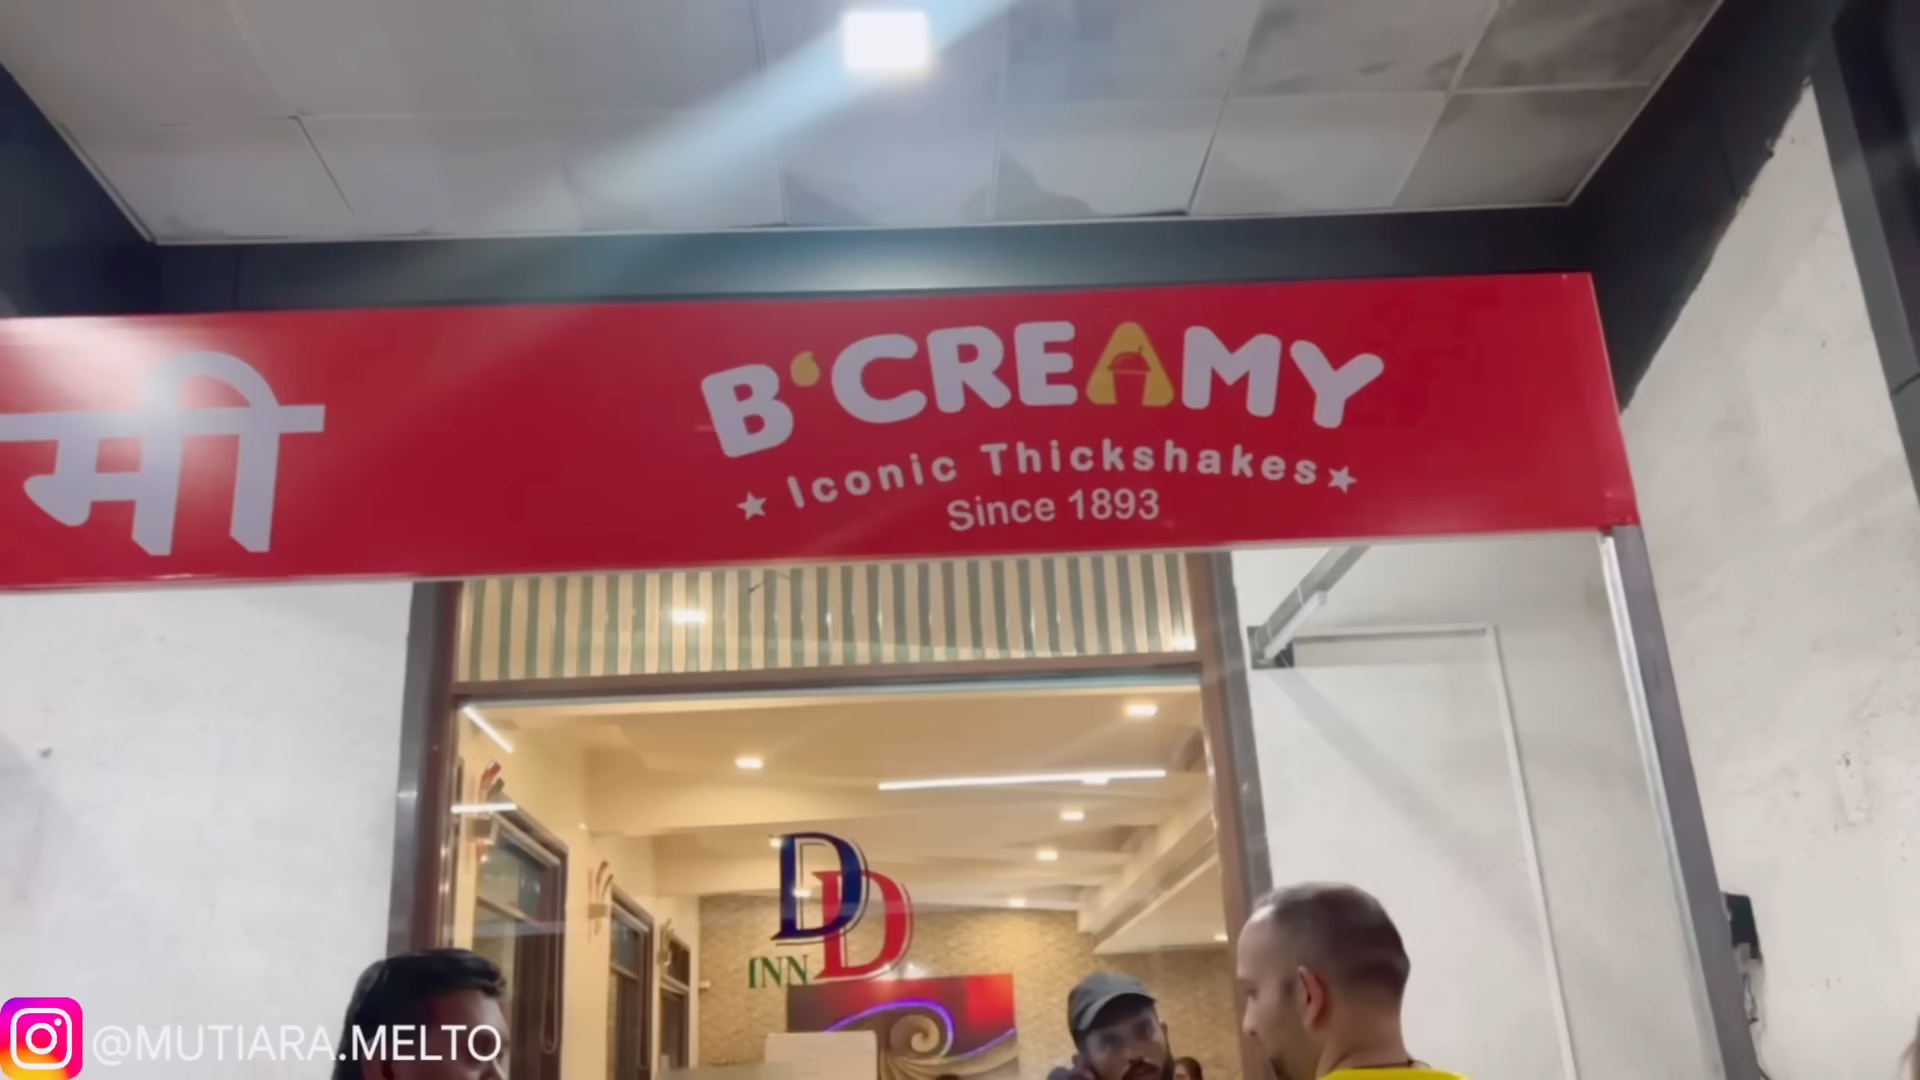 मी
B'CREAMY
★ Iconic Thickshakes ★
Since 1893
DD
INN
@MUTIARA.MELTO